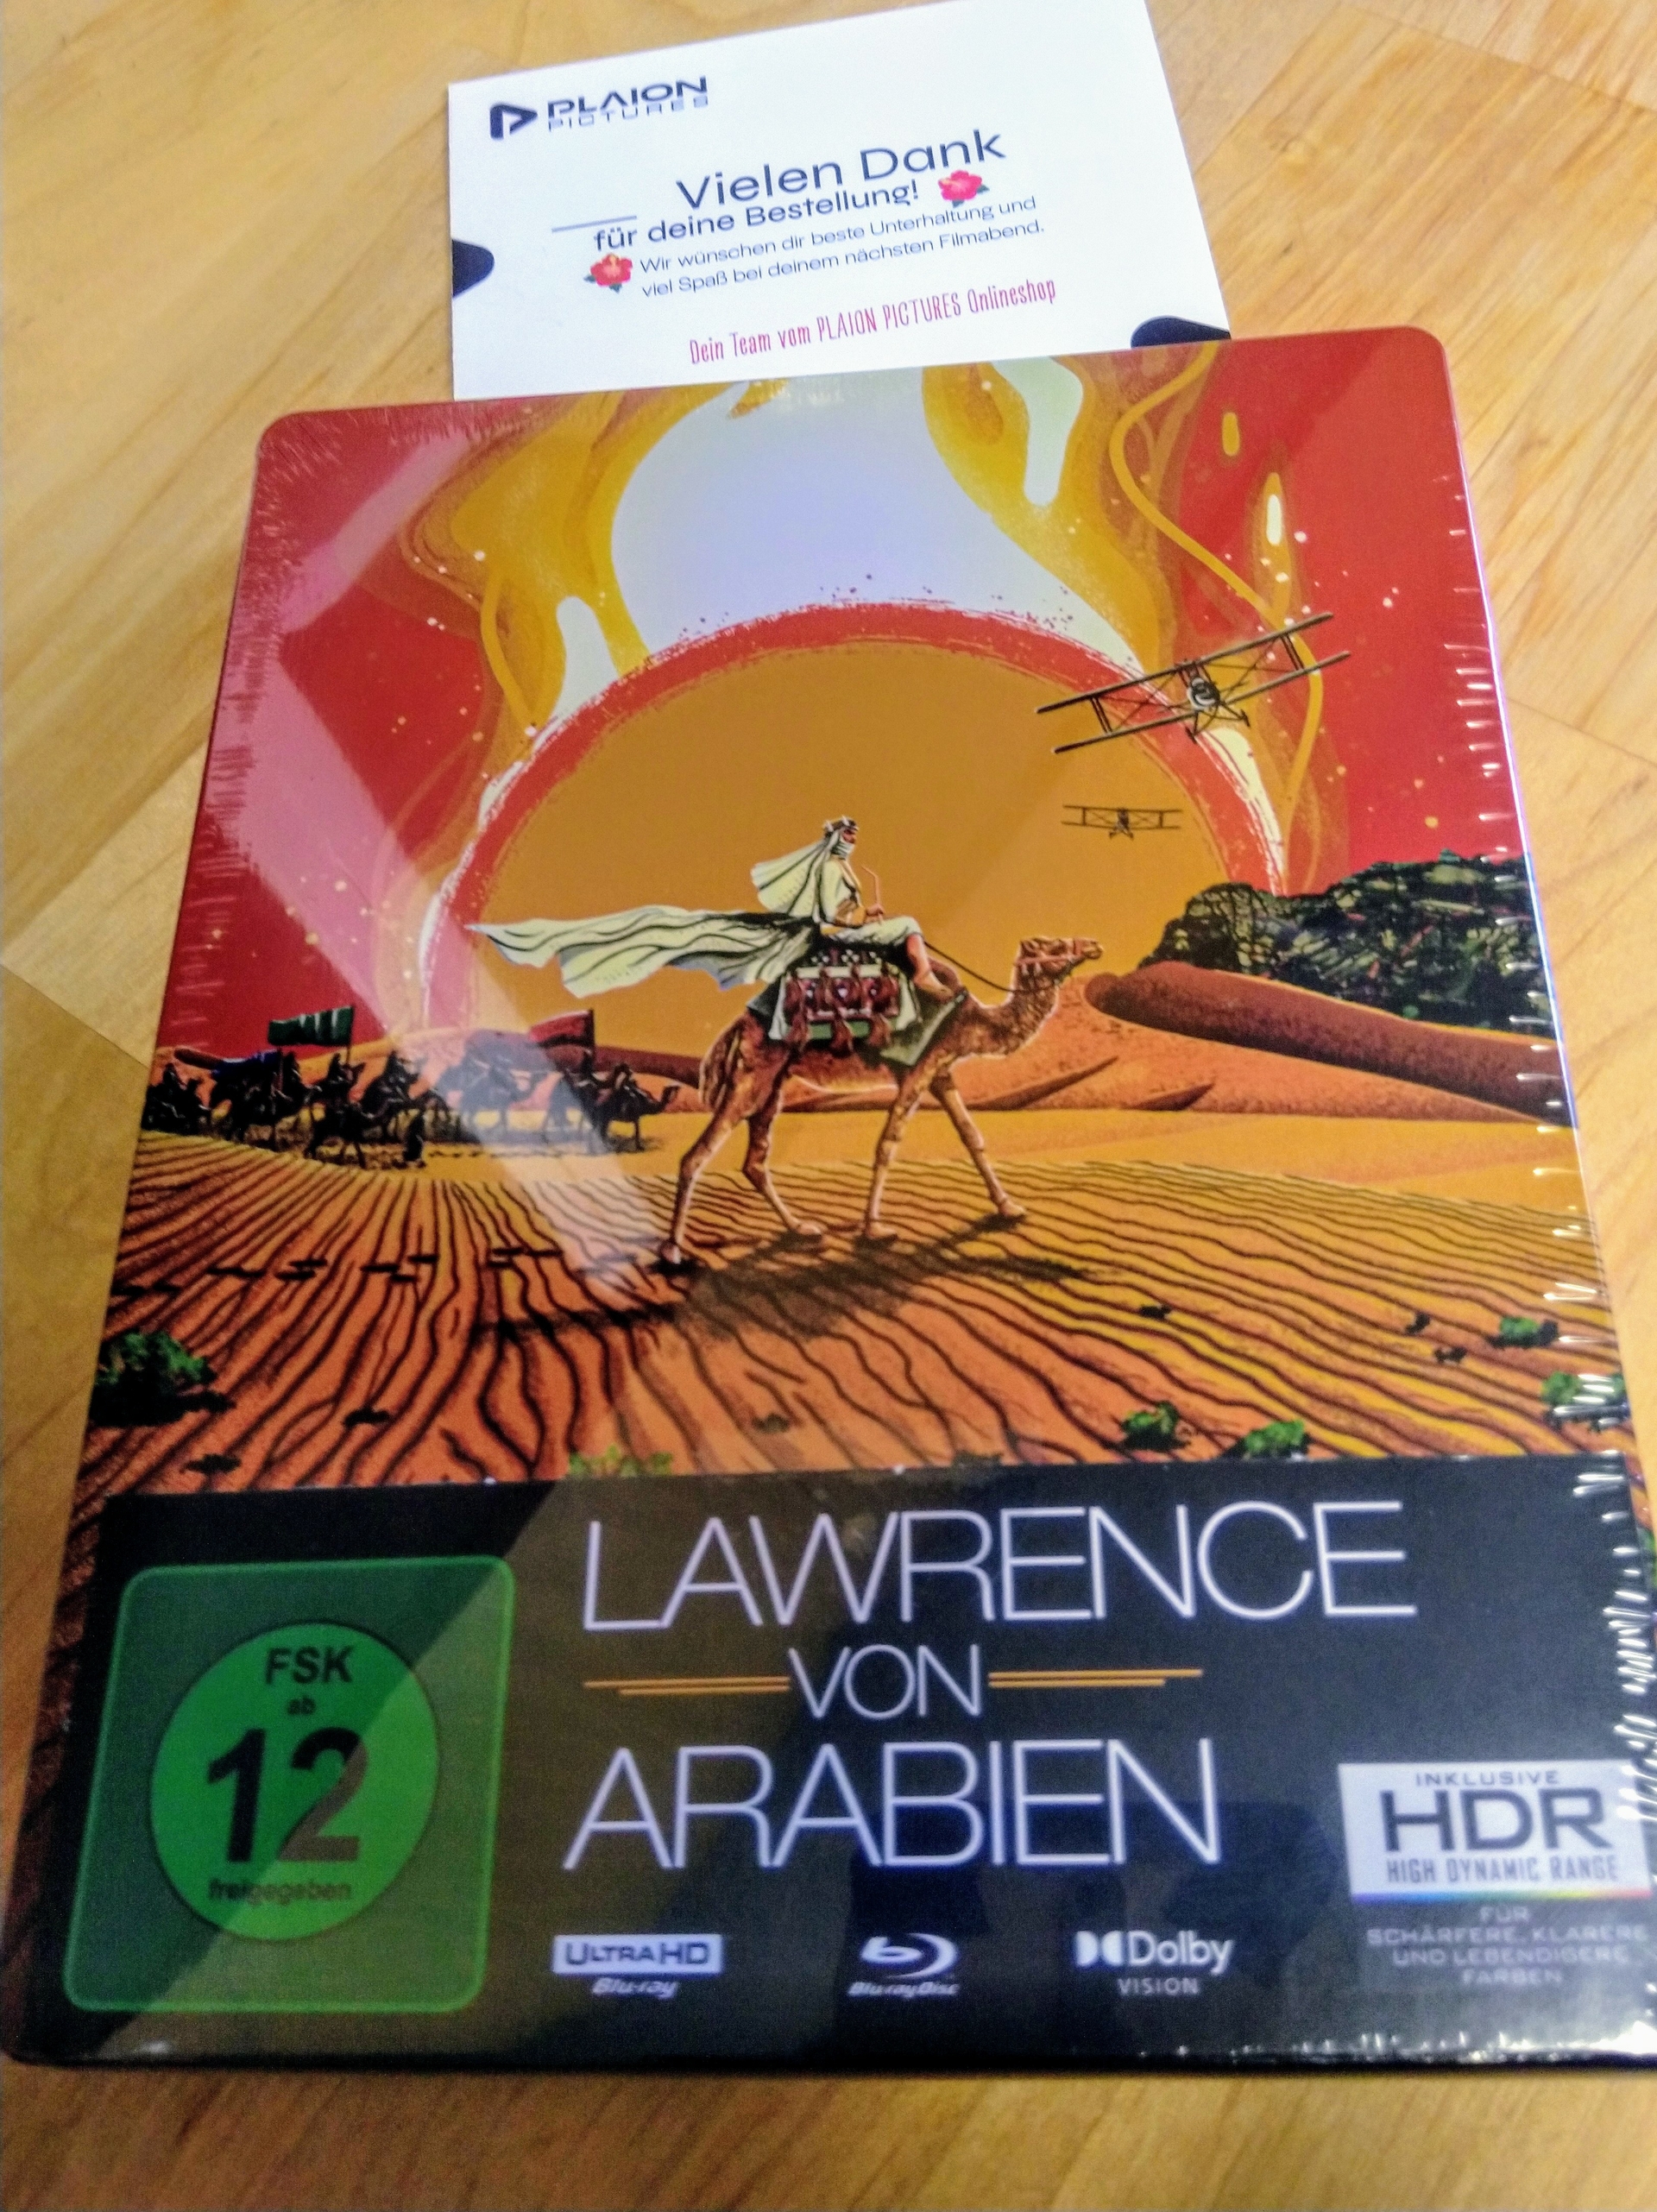 PLAION
PICTURES
Vielen Dank
für deine Bestellung!
Wir wünschen dir beste Unterhaltung und
viel Spaß bei deinem nächsten Filmabend.
Dein Team vom PLAION PICTURES Onlineshop
LAWRENCE
VON
ARABIEN
FSK
ab
12
freigegeben
INKLUSIVE
HDR
HIGH DYNAMIC RANGE
FÜR
SCHÄRFERE, KLARERE
UND LEBENDIGERE
FARBEN
ULTRA HD
Blu-ray
Blu-ray Disc
Dolby
VISION